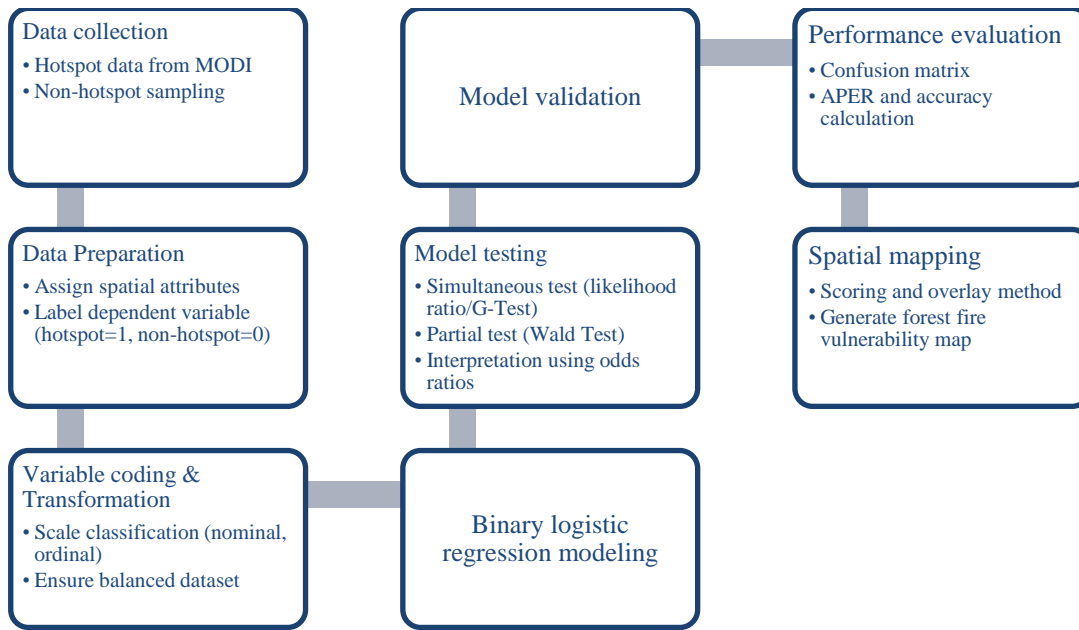 Data collection
• Hotspot data from MODI
• Non-hotspot sampling
Data Preparation
• Assign spatial attributes
• Label dependent variable
(hotspot=1, non-hotspot=0)
Variable coding &
Transformation
• Scale classification (nominal,
ordinal)
• Ensure balanced dataset
Binary logistic
regression modeling
Model testing
• Simultaneous test (likelihood
ratio/G-Test)
• Partial test (Wald Test)
• Interpretation using odds
ratios
Model validation
Performance evaluation
• Confusion matrix
• APER and accuracy
calculation
Spatial mapping
• Scoring and overlay method
• Generate forest fire
vulnerability map